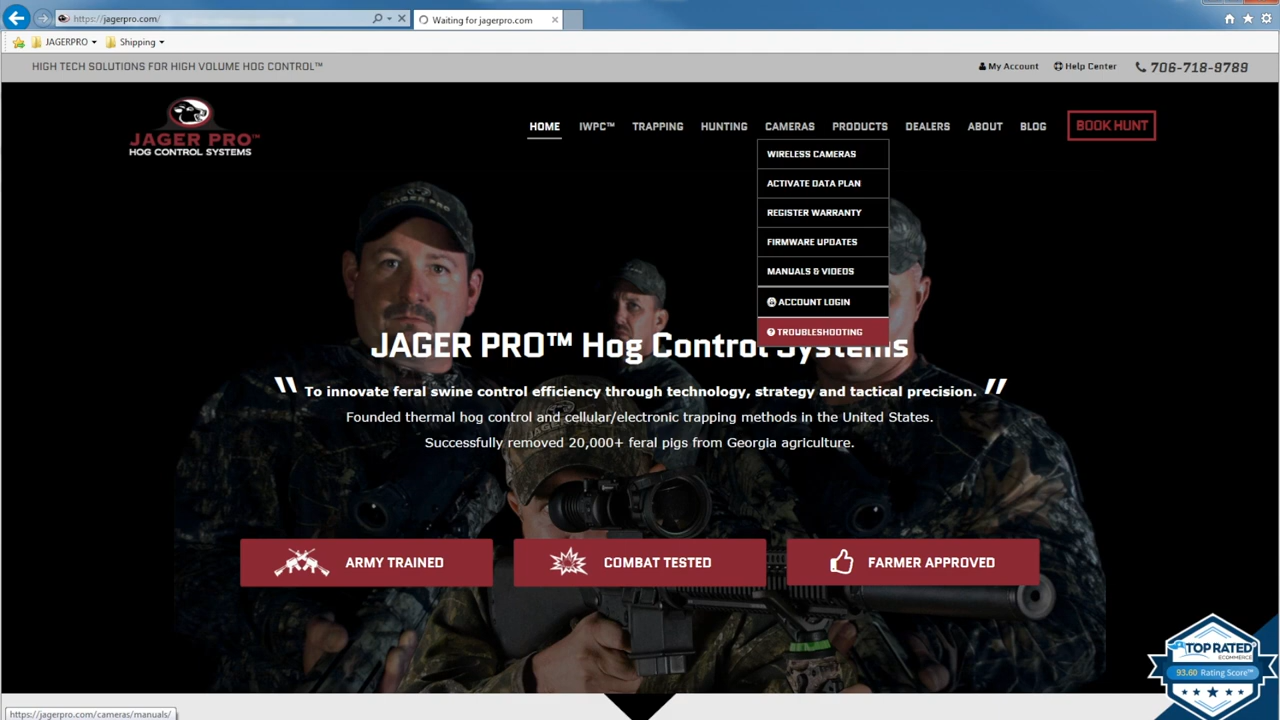 https://jagerpro.com/
Waiting for jagerpro.com
JAGERPRO
Shipping
HIGH TECH SOLUTIONS FOR HIGH VOLUME HOG CONTROL™
My Account
Help Center
706-718-9789
JAGER PRO™
HOG CONTROL SYSTEMS
HOME
IWPC™
TRAPPING
HUNTING
CAMERAS
PRODUCTS
DEALERS
ABOUT
BLOG
BOOK HUNT
WIRELESS CAMERAS
ACTIVATE DATA PLAN
REGISTER WARRANTY
FIRMWARE UPDATES
MANUALS & VIDEOS
ACCOUNT LOGIN
TROUBLESHOOTING
JAGER PRO™ Hog Control Systems
" To innovate feral swine control efficiency through technology, strategy and tactical precision. "
Founded thermal hog control and cellular/electronic trapping methods in the United States.
Successfully removed 20,000+ feral pigs from Georgia agriculture.
ARMY TRAINED
COMBAT TESTED
FARMER APPROVED
TOP RATED
ECOMMERCE
93.60 Rating Score™
https://jagerpro.com/cameras/manuals/